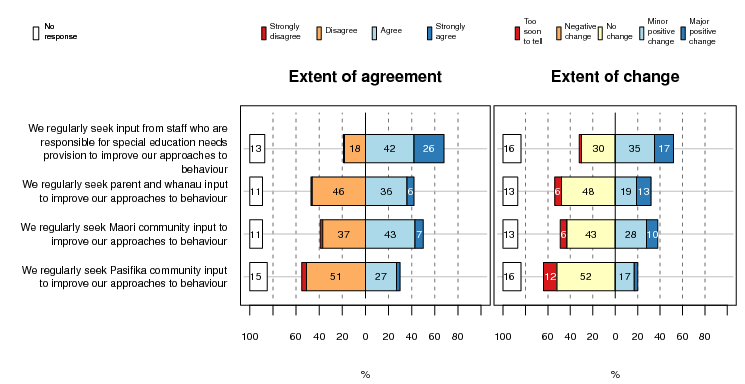 No
response
Strongly
disagree
Disagree
Agree
Strongly
agree
Too
soon
to tell
Negative
change
No
change
Minor
positive
change
Major
positive
change
Extent of agreement
Extent of change
We regularly seek input from staff who are
responsible for special education needs
provision to improve our approaches to
behaviour
13 18 42 26
16 30 35 17
We regularly seek parent and whanau input
to improve our approaches to behaviour
11 46 36 6
13 6 48 19 13
We regularly seek Maori community input to
improve our approaches to behaviour
11 37 43 7
13 6 43 28 10
We regularly seek Pasifika community input
to improve our approaches to behaviour
15 51 27
16 12 52 17
100 60 40 20 0 20 40 60 80
100 60 40 20 0 20 40 60 80
%
%